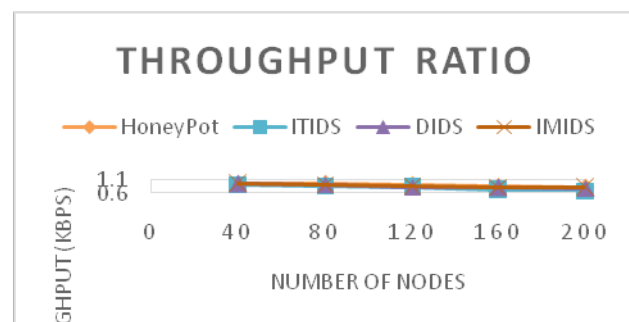 THROUGHPUT RATIO
HoneyPot ITIDS DIDS IMIDS
1.1
0.6
0 40 80 120 160 200
NUMBER OF NODES
GHPUT (KBPS)